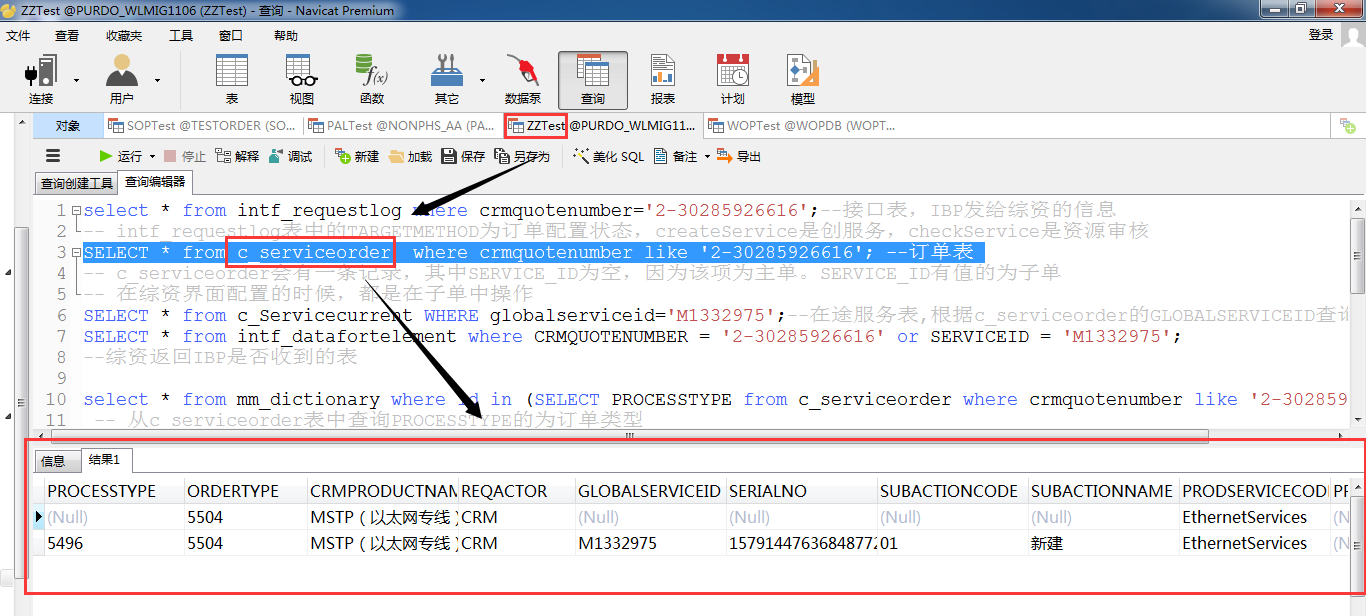 ZZTest @PURDO_WLMIG1106 (ZZTest) - 查询 - Navicat Premium
文件 查看 收藏夹 工具 窗口 帮助 登录
连接 用户 表 视图 函数 其它 数据泵 查询 报表 计划 模型
对象 SOPTest @TESTORDER (SO... PALTest @NONPHS_AA (PA... ZZTest @PURDO_WLMIG11... WOPTest @WOPDB (WOPT...
运行 停止 解释 调试 新建 加载 保存 另存为 美化 SQL 备注 导出
查询创建工具 查询编辑器
1 select * from intf_requestlog where crmquotenumber='2-30285926616';--接口表，IBP发给综资的信息
2 -- intf_requestlog表中的TARGETMETHOD为订单配置状态，createService是创服务，checkService是资源审核
3 SELECT * from c_serviceorder where crmquotenumber like '2-30285926616'; --订单表
4 -- c_serviceorder会有一条记录，其中SERVICE_ID为空，因为该项为主单。SERVICE_ID有值的为子单
5 -- 在综资界面配置的时候，都是在子单中操作
6 SELECT * from c_Servicecurrent WHERE globalserviceid='M1332975';--在途服务表,根据c_serviceorder的GLOBALSERVICEID查询
7 SELECT * from intf_datafortelement where CRMQUOTENUMBER = '2-30285926616' or SERVICEID = 'M1332975';
8 --综资返回IBP是否收到的表
9
10 select * from mm_dictionary where id in (SELECT PROCESSTYPE from c_serviceorder where crmquotenumber like '2-302859
11 -- 从c_serviceorder表中查询PROCESSTYPE的为订单类型
信息 结果1
PROCESSTYPE ORDERTYPE CRMPRODUCTNAM REQACTOR GLOBALSERVICEID SERIALNO SUBACTIONCODE SUBACTIONNAME PRODSERVICECODI PF
(Null) 5504 MSTP（以太网专线） CRM (Null) (Null) (Null) (Null) EthernetServices (N
5496 5504 MSTP（以太网专线） CRM M1332975 1579144763684877 01 新建 EthernetServices (N